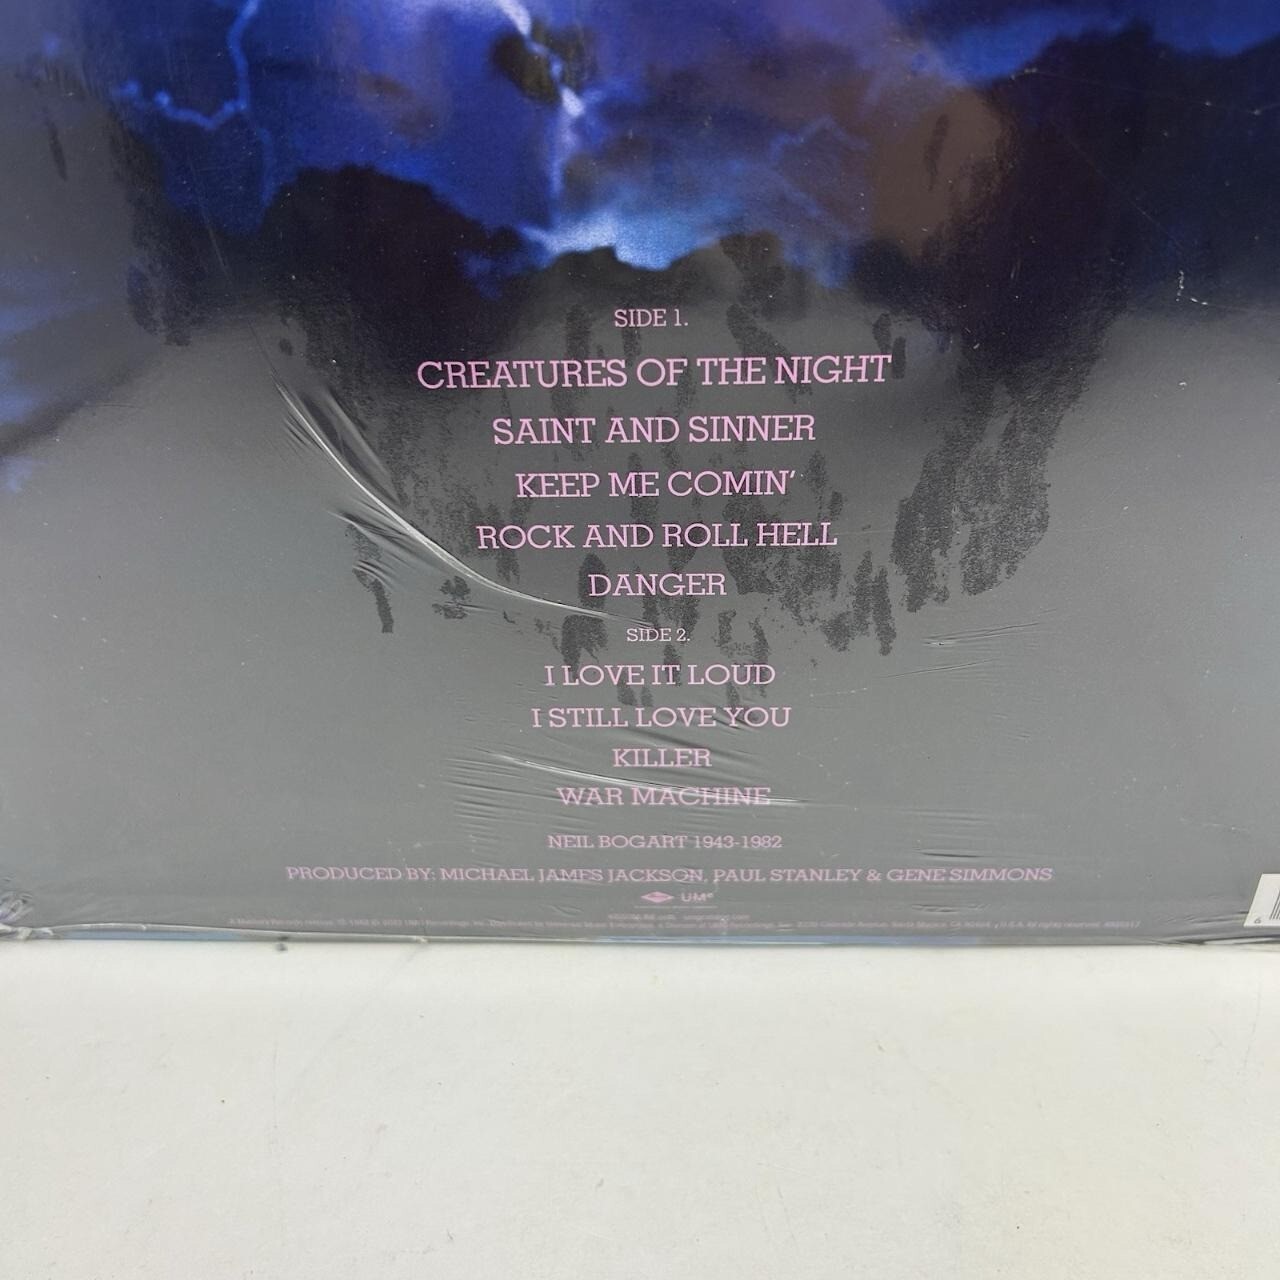 SIDE 1.
CREATURES OF THE NIGHT
SAINT AND SINNER
KEEP ME COMIN'
ROCK AND ROLL HELL
DANGER
SIDE 2.
I LOVE IT LOUD
I STILL LOVE YOU
KILLER
WAR MACHINE
NEIL BOGART 1943-1982
PRODUCED BY: MICHAEL JAMES JACKSON, PAUL STANLEY & GENE SIMMONS
UMe
6